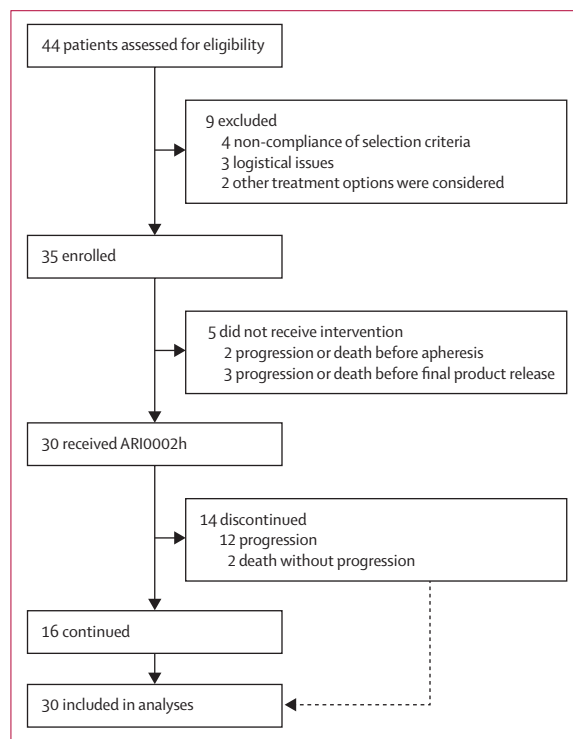 44 patients assessed for eligibility
9 excluded
4 non-compliance of selection criteria
3 logistical issues
2 other treatment options were considered
35 enrolled
5 did not receive intervention
2 progression or death before apheresis
3 progression or death before final product release
30 received ARI0002h
14 discontinued
12 progression
2 death without progression
16 continued
30 included in analyses